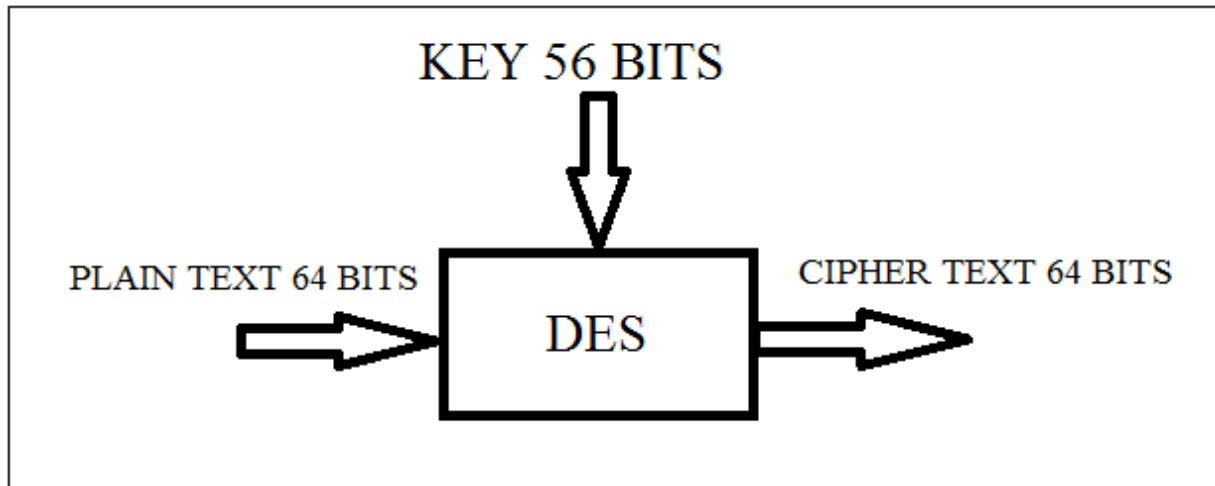 KEY 56 BITS
PLAIN TEXT 64 BITS
CIPHER TEXT 64 BITS
DES